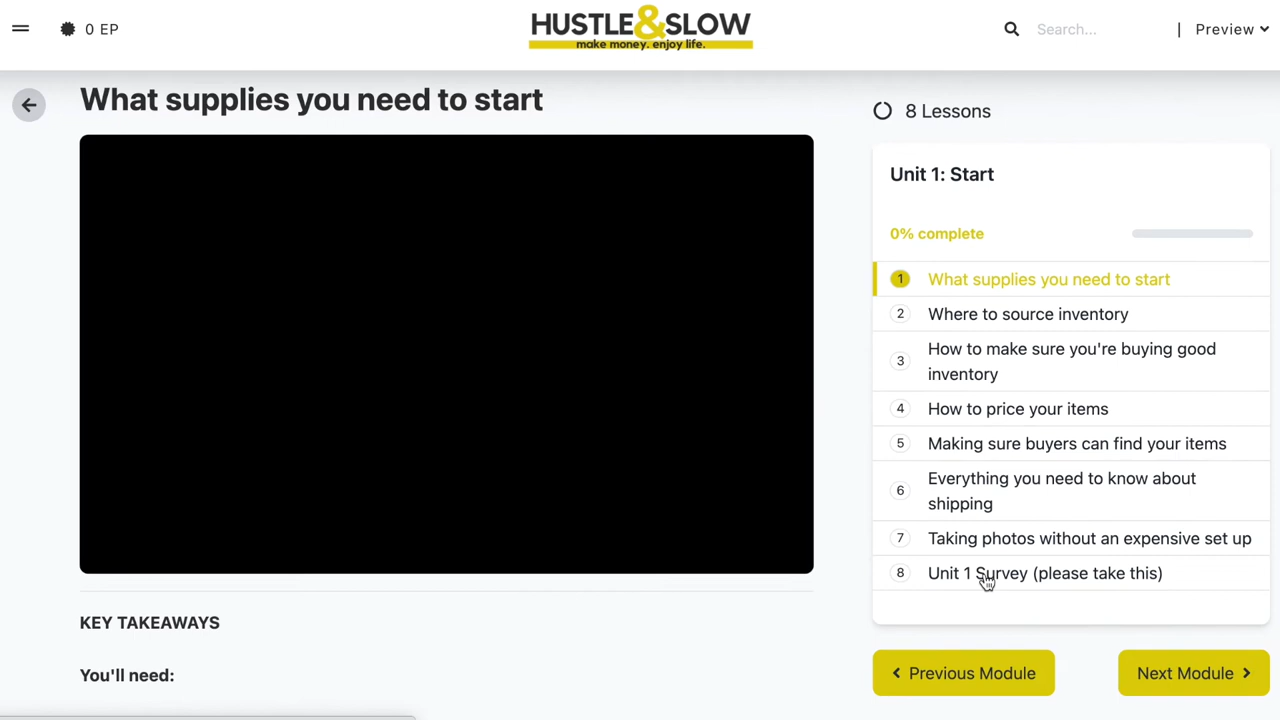 0 EP
HUSTLE&SLOW
make money. enjoy life.
Search...
| Preview
What supplies you need to start
8 Lessons
Unit 1: Start
0% complete
1 What supplies you need to start
2 Where to source inventory
3 How to make sure you're buying good
inventory
4 How to price your items
5 Making sure buyers can find your items
6 Everything you need to know about
shipping
7 Taking photos without an expensive set up
8 Unit 1 Survey (please take this)
KEY TAKEAWAYS
You'll need:
Previous Module
Next Module